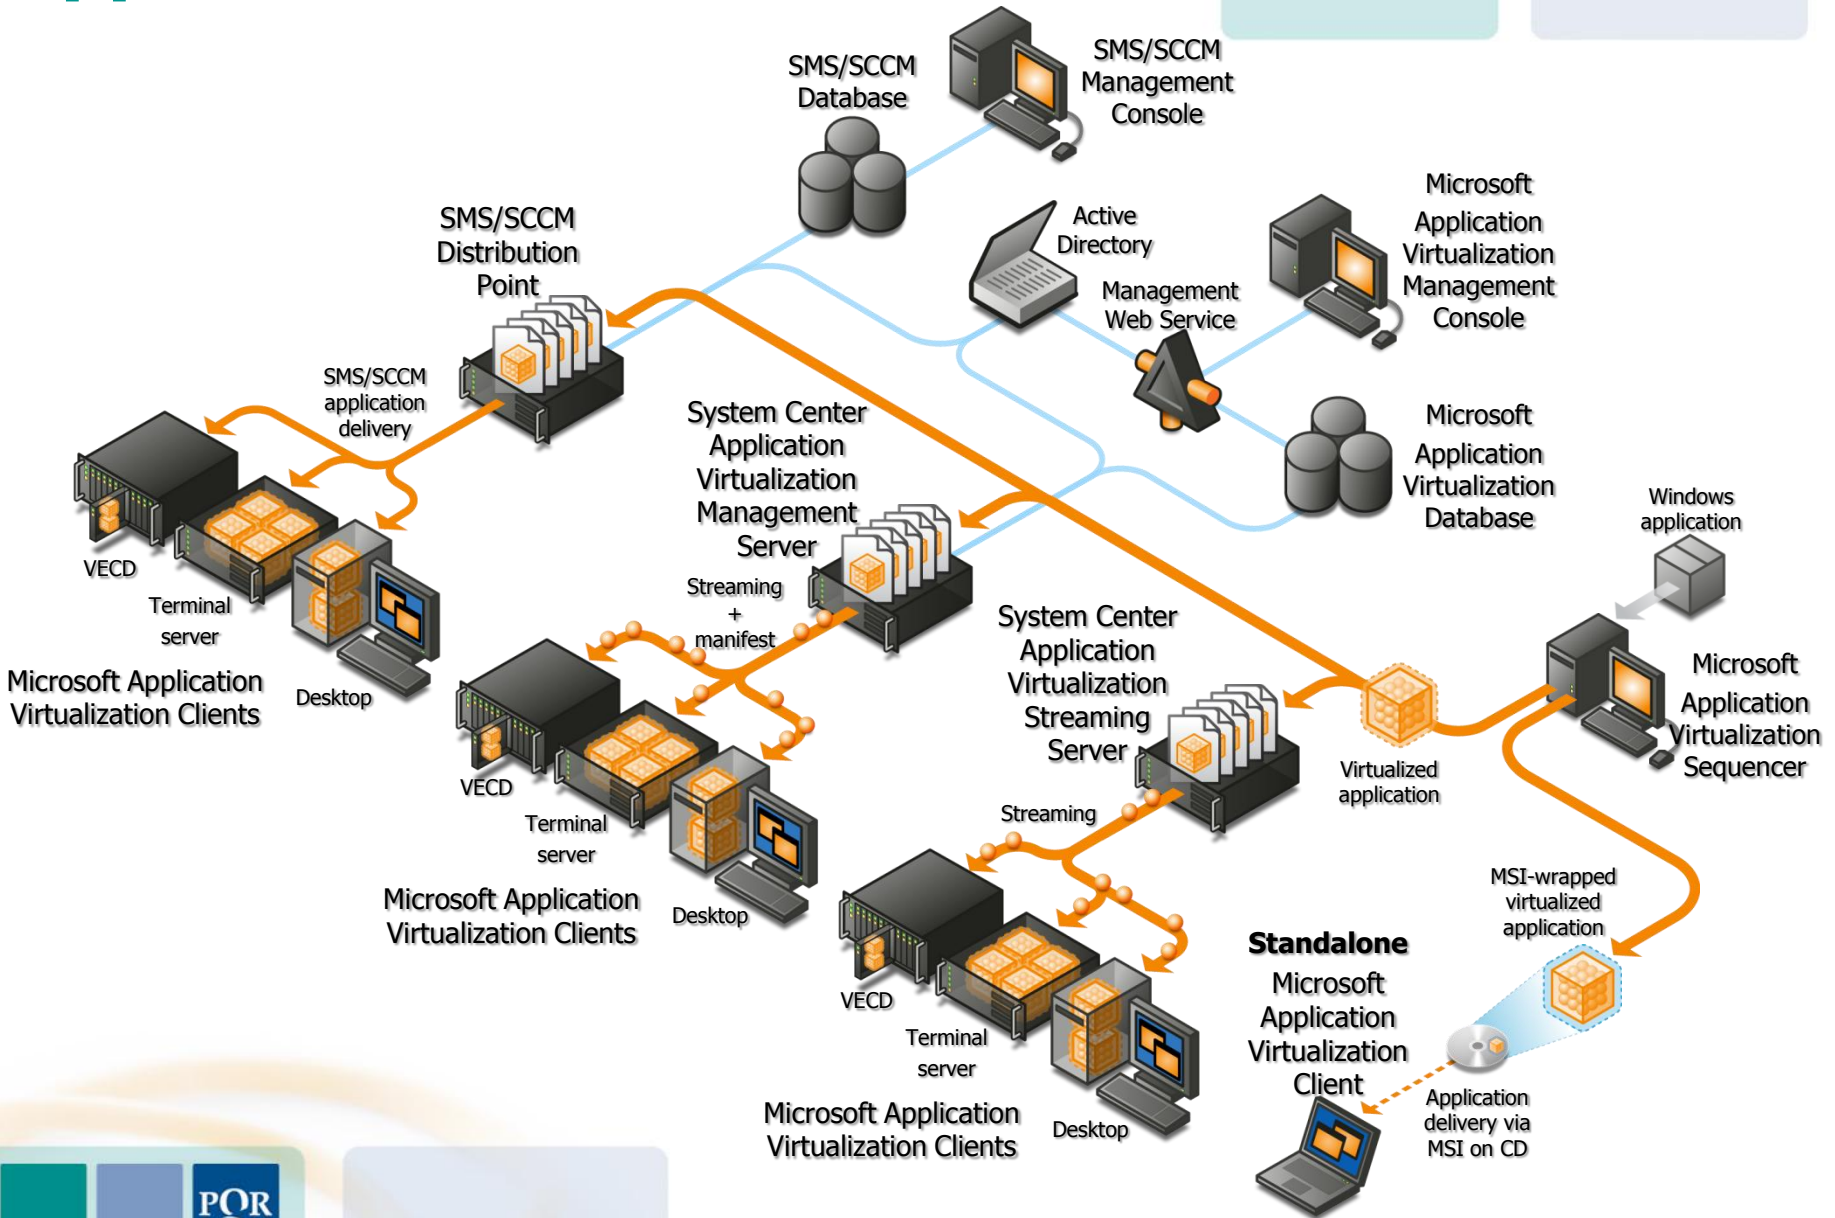 SMS/SCCM
Database
SMS/SCCM
Management
Console
SMS/SCCM
Distribution
Point
Active
Directory
Management
Web Service
Microsoft
Application
Virtualization
Management
Console
SMS/SCCM
application
delivery
System Center
Application
Virtualization
Management
Server
Microsoft
Application
Virtualization
Database
Windows
application
VECD
Terminal
server
Desktop
Microsoft Application
Virtualization Clients
Streaming
+
manifest
System Center
Application
Virtualization
Streaming
Server
Microsoft
Application
Virtualization
Sequencer
Virtualized
application
VECD
Terminal
server
Desktop
Microsoft Application
Virtualization Clients
Streaming
MSI-wrapped
virtualized
application
VECD
Terminal
server
Desktop
Microsoft Application
Virtualization Clients
Standalone
Microsoft
Application
Virtualization
Client
Application
delivery via
MSI on CD
PQR